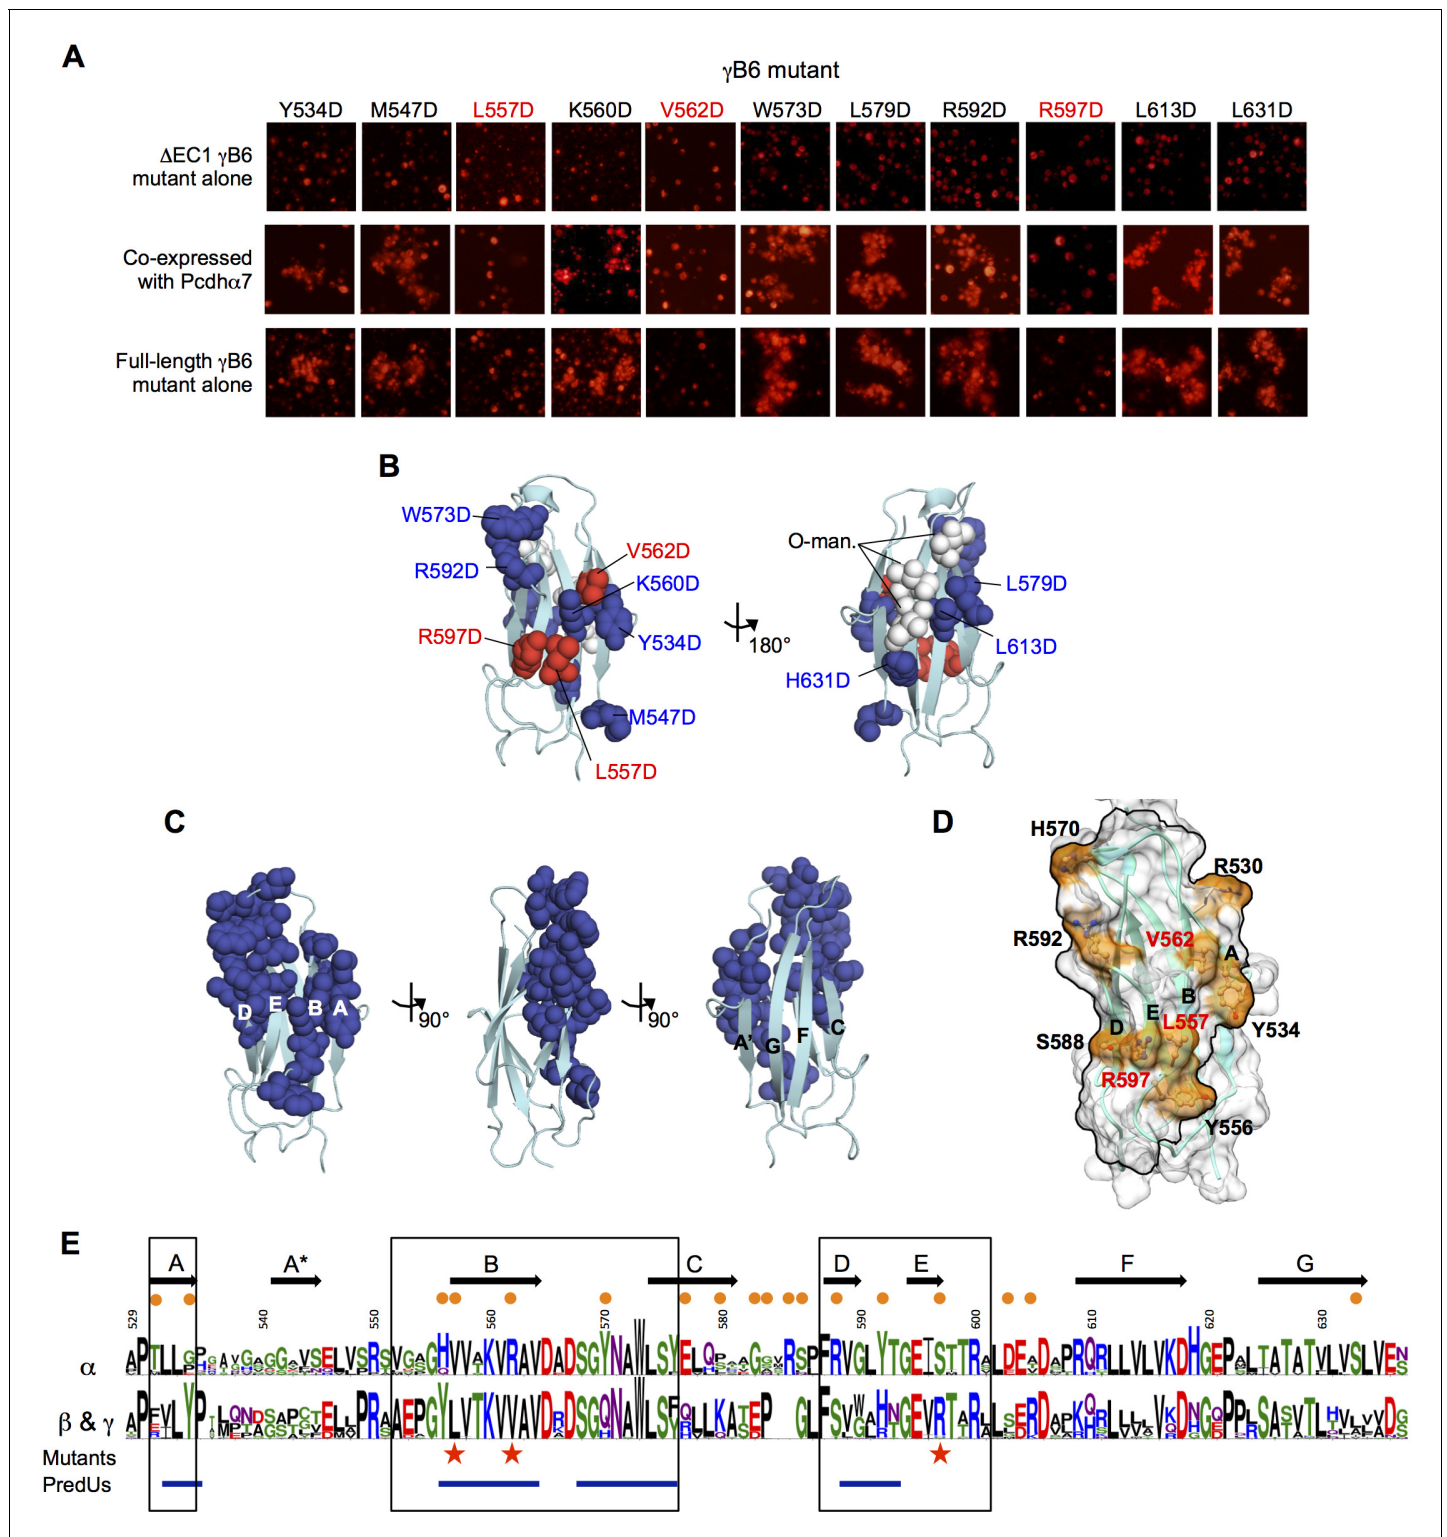 A
γB6 mutant
Y534D M547D L557D K560D V562D W573D L579D R592D R597D L613D L631D
ΔEC1 γB6
mutant alone
Co-expressed
with Pcdhα7
Full-length γB6
mutant alone
B
W573D
R592D
R597D
V562D
K560D
Y534D
M547D
L557D
180°
O-man.
L579D
L613D
H631D
C
D E B A
90°
90°
A' G F C
D
H570
R530
R592
V562
A
B
E
D
L557
Y534
S588
R597
Y556
E
A A* B C D E F G
529 540 550 560 570 580 590 600 610 620 630
α
β & γ
Mutants
PredUs